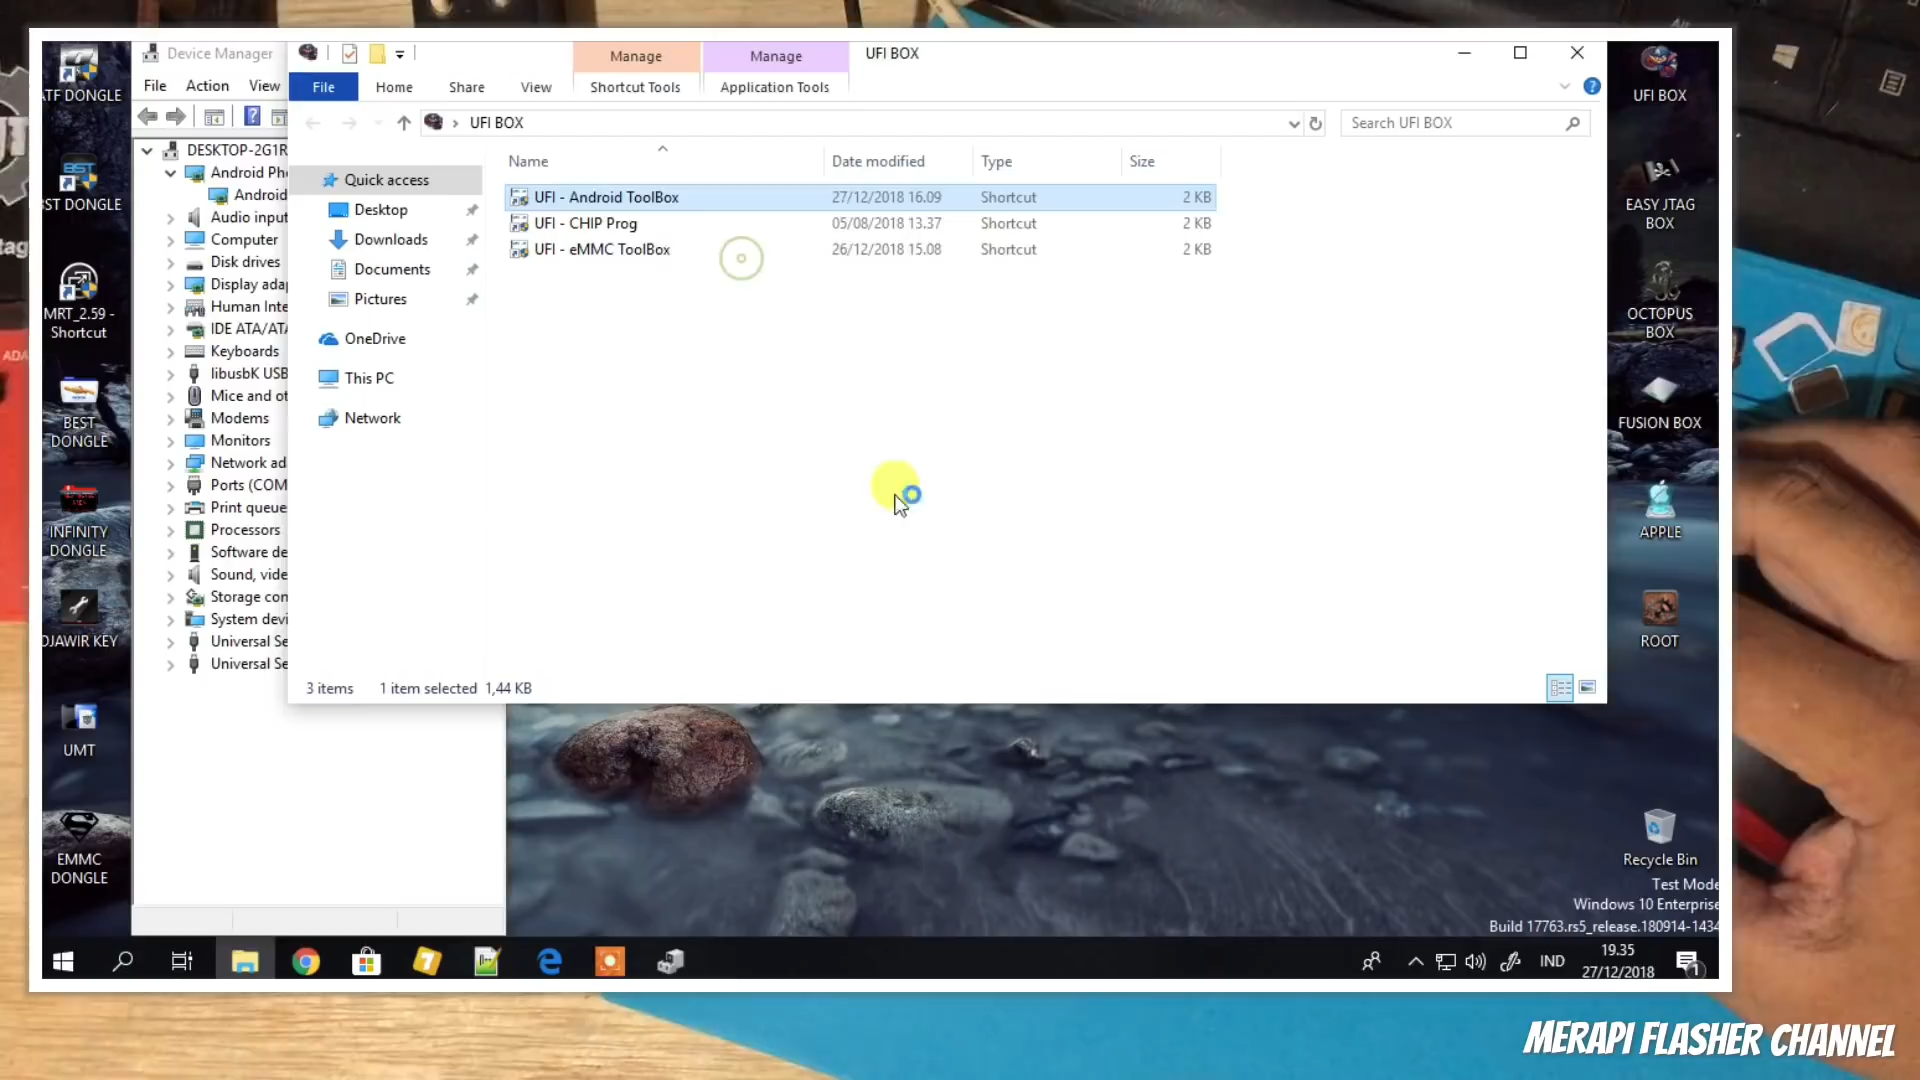 ATF DONGLE
BST DONGLE
MRT_2.59 -
Shortcut
BEST
DONGLE
INFINITY
DONGLE
DJAWIR KEY
UMT
EMMC
DONGLE
Device Manager
File Action View
DESKTOP-2G1R
Android Pho
Android
Audio input
Computer
Disk drives
Display adap
Human Inte
IDE ATA/ATA
Keyboards
libusbK USB
Mice and ot
Modems
Monitors
Network ad
Ports (COM
Print queue
Processors
Software de
Sound, vide
Storage con
System devi
Universal Se
Universal Se
Manage Manage UFI BOX
File Home Share View Shortcut Tools Application Tools
UFI BOX
Search UFI BOX
Name Date modified Type Size
UFI - Android ToolBox 27/12/2018 16.09 Shortcut 2 KB
UFI - CHIP Prog 05/08/2018 13.37 Shortcut 2 KB
UFI - eMMC ToolBox 26/12/2018 15.08 Shortcut 2 KB
Quick access
Desktop
Downloads
Documents
Pictures
OneDrive
This PC
Network
3 items 1 item selected 1,44 KB
UFI BOX
EASY JTAG
BOX
OCTOPUS
BOX
FUSION BOX
APPLE
ROOT
Recycle Bin
Test Mode
Windows 10 Enterprise
Build 17763.rs5_release.180914-1434
IND
19.35
27/12/2018
1
MERAPI FLASHER CHANNEL
tag
ADA